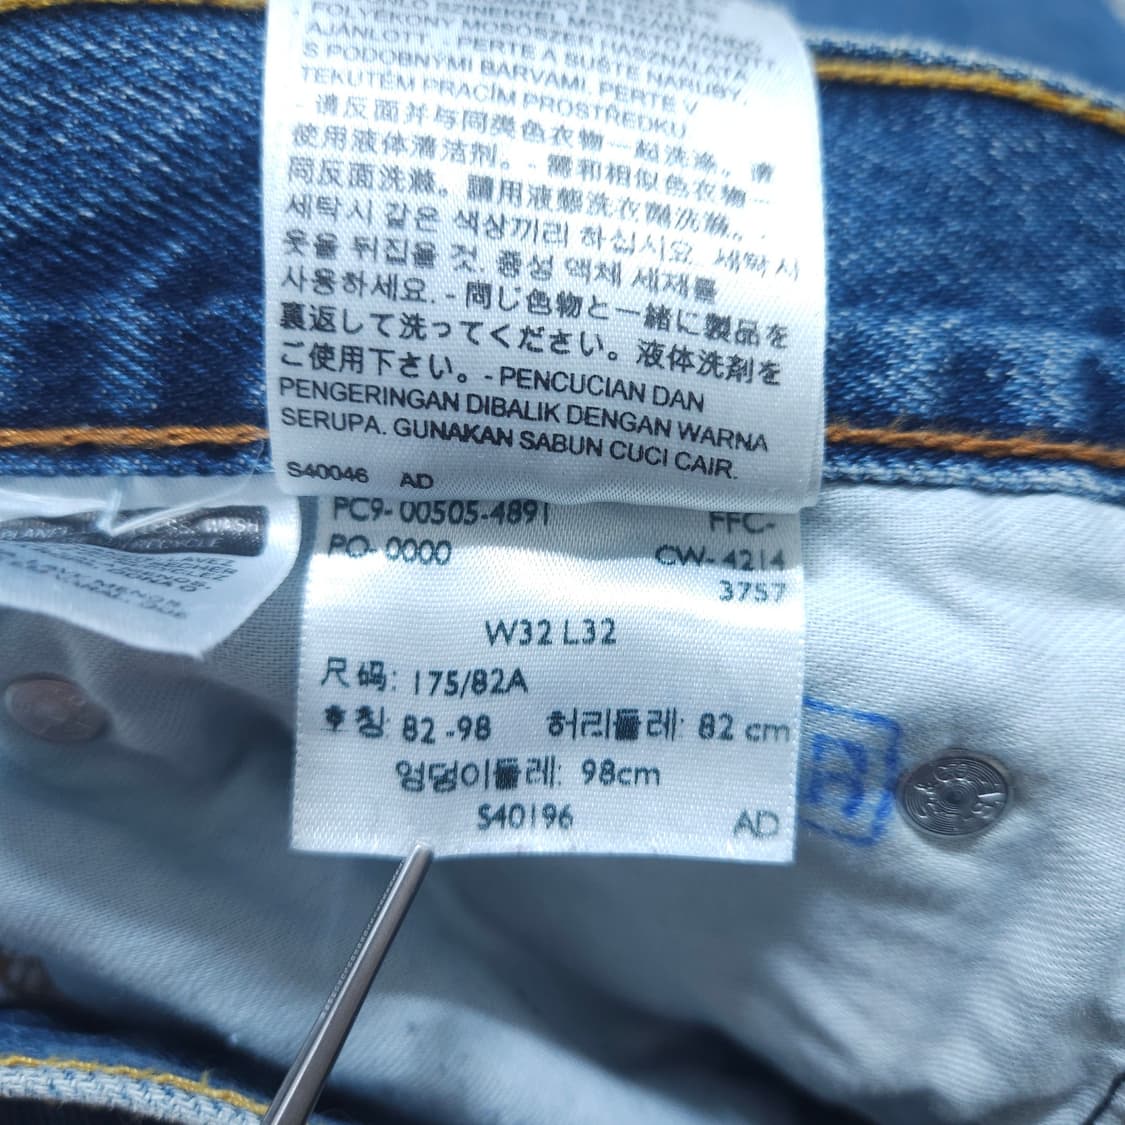 FOLYÉKONY MOSÓSZER HASZNÁLATA
AJÁNLOTT. - PERTE A SUŠTE NARUBY,
S PODOBNÝMI BARVAMI. PERTE V
TEKUTÉM PRACÍM PROSTŘEDKU
- 请反面并与同类色衣物一起洗涤。请
使用液体清洁剂。- 需和相似色衣物一
同反面洗滌。請用液態洗衣劑洗滌。-
세탁시 같은 색상끼리 하십시요. 세탁시
옷을 뒤집을 것. 중성 액체 세제를
사용하세요. - 同じ色物と一緒に製品を
裏返して洗ってください。液体洗剤を
ご使用下さい。- PENCUCIAN DAN
PENGERINGAN DIBALIK DENGAN WARNA
SERUPA. GUNAKAN SABUN CUCI CAIR.
S40046 AD
PC9- 00505-4891 FFC-
PO- 0000 CW- 4214
3757
W32 L32
尺码: 175/82A
호칭: 82 -98 허리둘레: 82 cm
엉덩이둘레: 98cm
S40196 AD